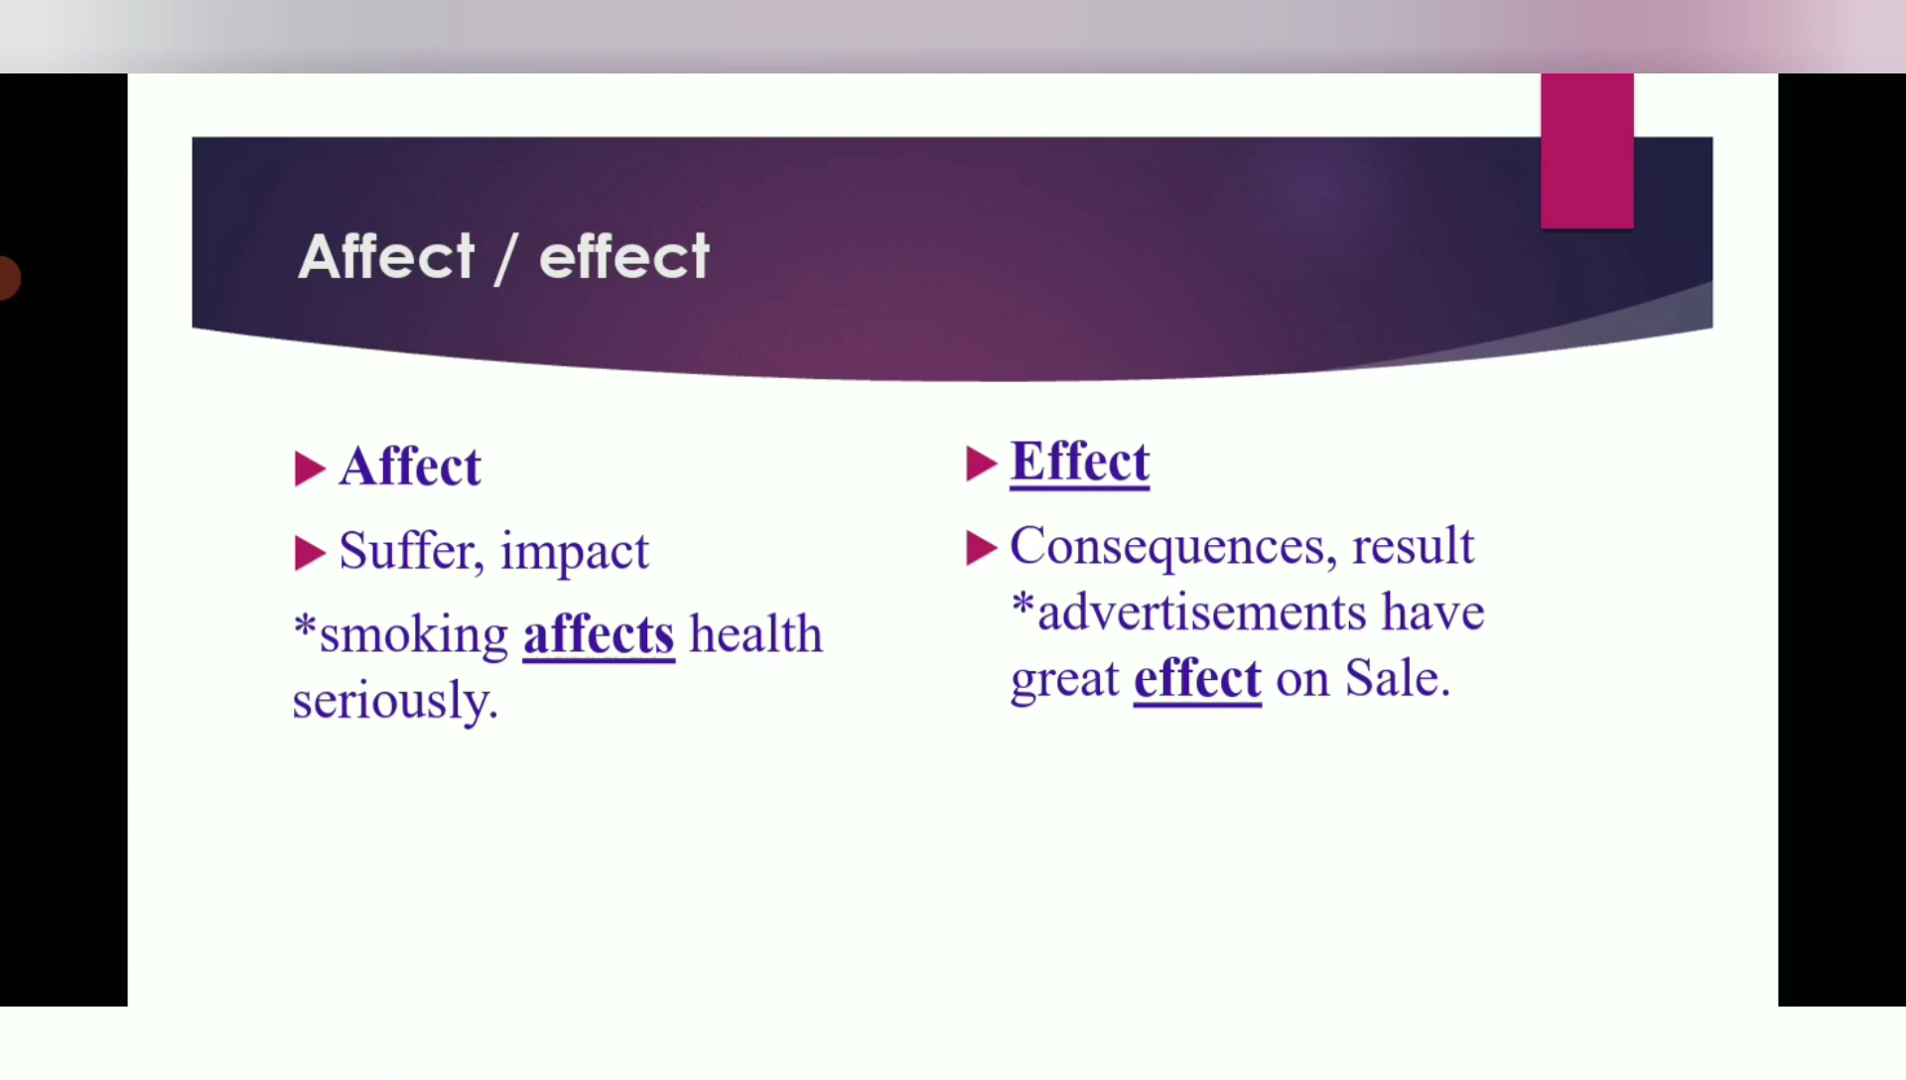 Affect / effect
Affect
Suffer, impact
*smoking affects health
seriously.
Effect
Consequences, result
*advertisements have
great effect on Sale.